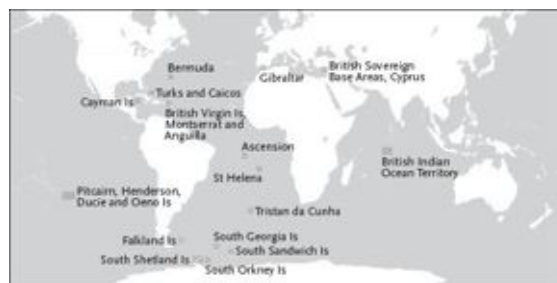 Bermuda
Gibraltar
British Sovereign
Base Areas, Cyprus
Turks and Caicos
Cayman Is
British Virgin Is,
Montserrat and
Anguilla
Ascension
St Helena
British Indian
Ocean Territory
Pitcairn, Henderson,
Ducie and Oeno Is
Tristan da Cunha
Falkland Is
South Georgia Is
South Sandwich Is
South Shetland Is
South Orkney Is